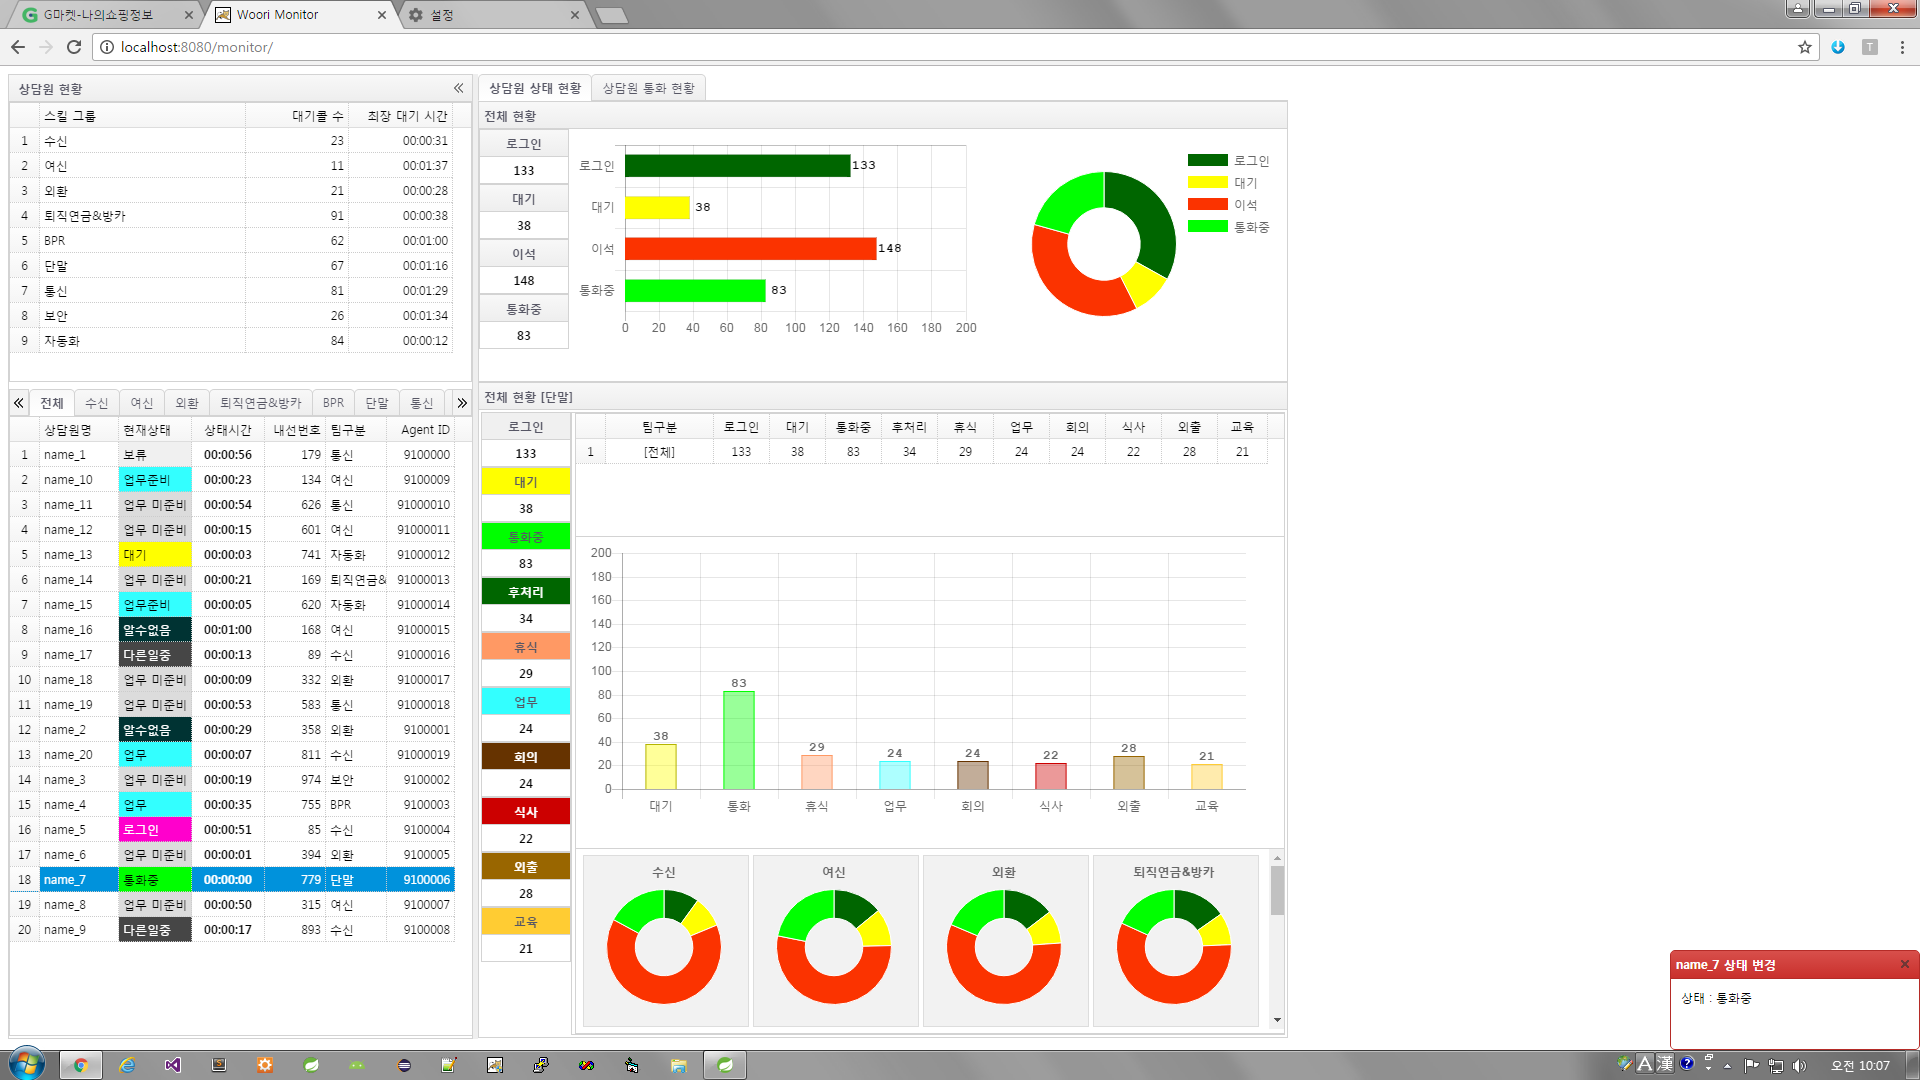 G마켓-나의쇼핑정보
Woori Monitor
설정
localhost:8080/monitor/
상담원 현황
스킬 그룹 대기콜 수 최장 대기 시간
1 수신 23 00:00:31
2 여신 11 00:01:37
3 외환 21 00:00:28
4 퇴직연금&방카 91 00:00:38
5 BPR 62 00:01:00
6 단말 67 00:01:16
7 통신 81 00:01:29
8 보안 26 00:01:34
9 자동화 84 00:00:12
전체 수신 여신 외환 퇴직연금&방카 BPR 단말 통신
상담원명 현재상태 상태시간 내선번호 팀구분 Agent ID
1 name_1 보류 00:00:56 179 통신 9100000
2 name_10 업무준비 00:00:23 134 여신 9100009
3 name_11 업무 미준비 00:00:54 626 통신 91000010
4 name_12 업무 미준비 00:00:15 601 여신 91000011
5 name_13 대기 00:00:03 741 자동화 91000012
6 name_14 업무 미준비 00:00:21 169 퇴직연금& 91000013
7 name_15 업무준비 00:00:05 620 자동화 91000014
8 name_16 알수없음 00:01:00 168 여신 91000015
9 name_17 다른일중 00:00:13 89 수신 91000016
10 name_18 업무 미준비 00:00:09 332 외환 91000017
11 name_19 업무 미준비 00:00:53 583 통신 91000018
12 name_2 알수없음 00:00:29 358 외환 9100001
13 name_20 업무 00:00:07 811 수신 91000019
14 name_3 업무 미준비 00:00:19 974 보안 9100002
15 name_4 업무 00:00:35 755 BPR 9100003
16 name_5 로그인 00:00:51 85 수신 9100004
17 name_6 업무 미준비 00:00:01 394 외환 9100005
18 name_7 통화중 00:00:00 779 단말 9100006
19 name_8 업무 미준비 00:00:50 315 여신 9100007
20 name_9 다른일중 00:00:17 893 수신 9100008
상담원 상태 현황 상담원 통화 현황
전체 현황
로그인
133
대기
38
이석
148
통화중
83
로그인 133
대기 38
이석 148
통화중 83
0 20 40 60 80 100 120 140 160 180 200
로그인
대기
이석
통화중
전체 현황 [단말]
로그인
133
대기
38
통화중
83
후처리
34
휴식
29
업무
24
회의
24
식사
22
외출
28
교육
21
팀구분 로그인 대기 통화중 후처리 휴식 업무 회의 식사 외출 교육
1 [전체] 133 38 83 34 29 24 24 22 28 21
200
180
160
140
120
100
80
60
40
20
0
38 83 29 24 24 22 28 21
대기 통화 휴식 업무 회의 식사 외출 교육
수신 여신 외환 퇴직연금&방카
name_7 상태 변경
상태 : 통화중
A 漢
오전 10:07